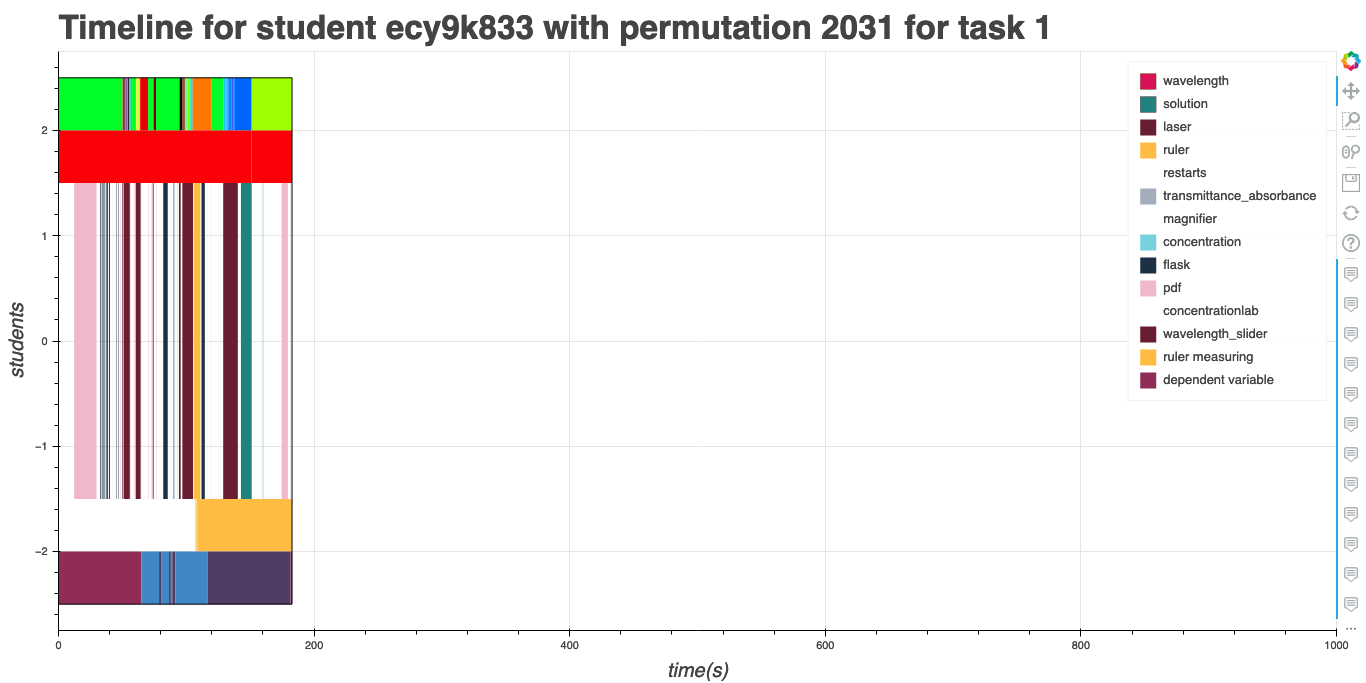 Timeline for student ecy9k833 with permutation 2031 for task 1
wavelength
solution
laser
ruler
restarts
transmittance_absorbance
magnifier
concentration
flask
pdf
concentrationlab
wavelength_slider
ruler measuring
dependent variable
2
1
0
−1
−2
students
0 200 400 600 800 1000
time(s)